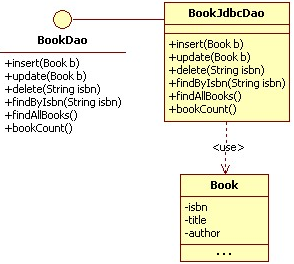 BookDao
+insert(Book b)
+update(Book b)
+delete(String isbn)
+findByIsbn(String isbn)
+findAllBooks()
+bookCount()
BookJdbcDao
+insert(Book b)
+update(Book b)
+delete(String isbn)
+findByIsbn(String isbn)
+findAllBooks()
+bookCount()
<use>
Book
-isbn
-title
-author
...